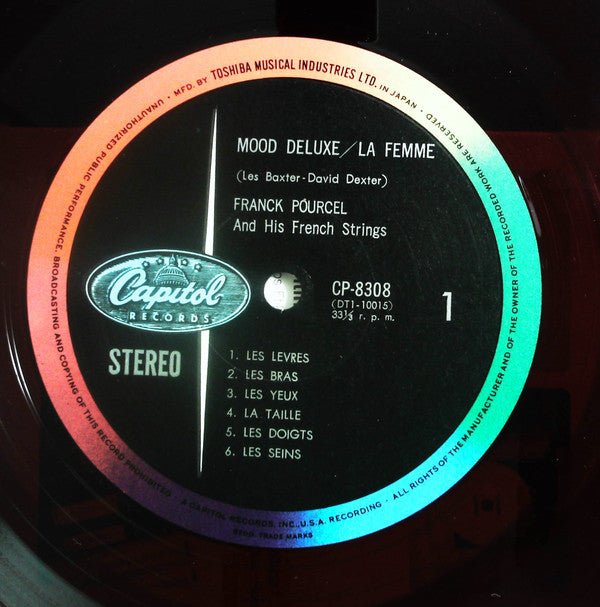 MFD. BY TOSHIBA MUSICAL INDUSTRIES LTD. IN JAPAN • ALL RIGHTS OF THE MANUFACTURER AND OF THE OWNER OF THE RECORDED WORK ARE RESERVED
UNAUTHORIZED PUBLIC PERFORMANCE, BROADCASTING AND COPYING OF THIS RECORD PROHIBITED
MOOD DELUXE/LA FEMME
(Les Baxter-David Dexter)
FRANCK POURCEL
And His French Strings
Capitol
RECORDS
CP-8308
(DT1-10015)
33⅓ r. p. m.
1
STEREO
1. LES LEVRES
2. LES BRAS
3. LES YEUX
4. LA TAILLE
5. LES DOIGTS
6. LES SEINS
A CAPITOL RECORDS, INC., U.S.A. RECORDING
REGD. TRADE MARKS